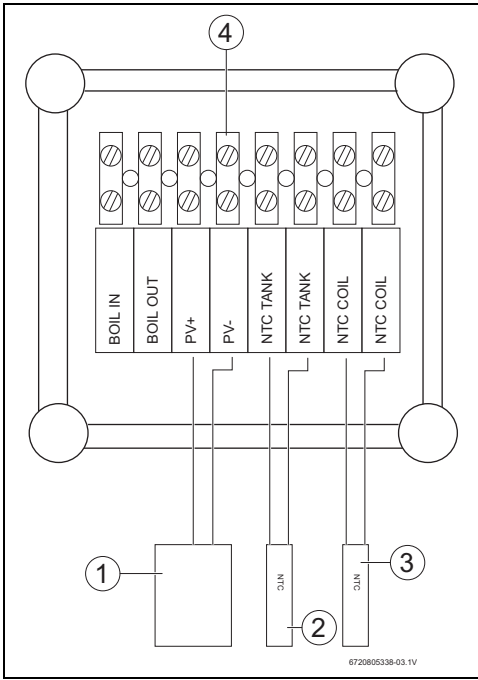 4
BOIL IN
BOIL OUT
PV+
PV-
NTC TANK
NTC TANK
NTC COIL
NTC COIL
1
NTC
2
NTC
3
6720805338-03.1V